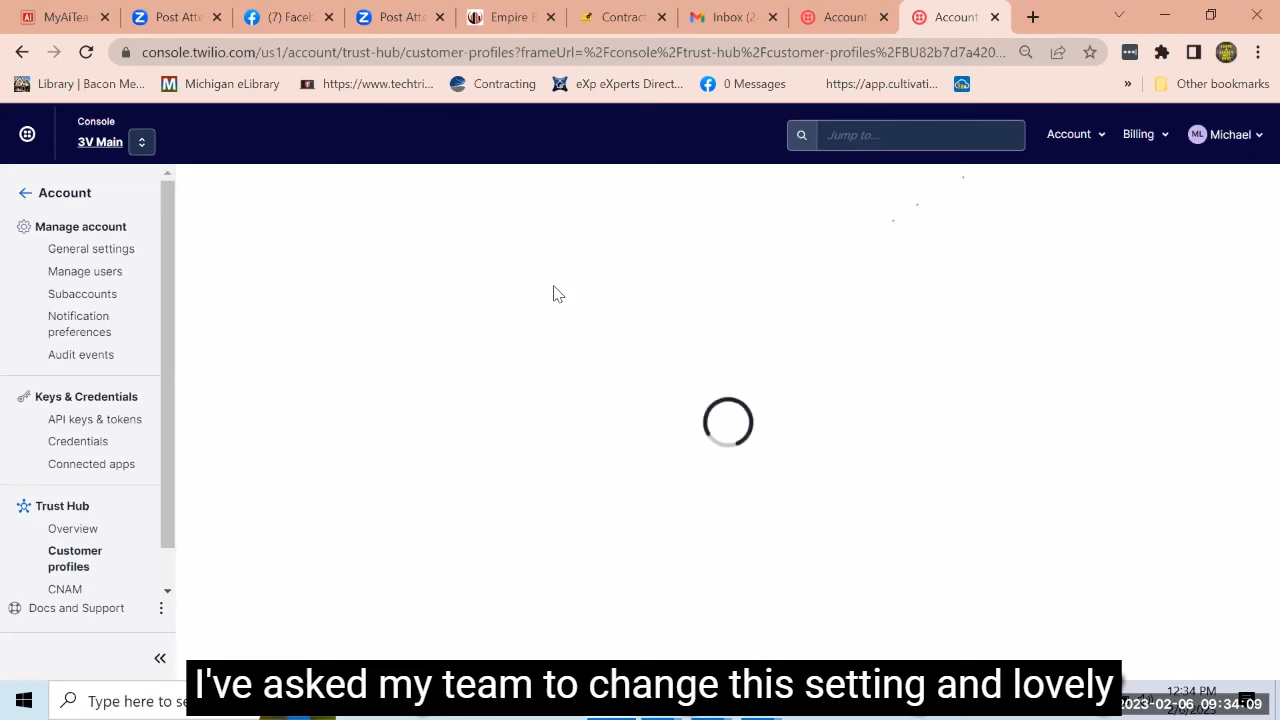 MyAiTea
Post Atte
(7) Faceb
Post Atte
Empire B
Contract
Inbox (24
Account
Account
console.twilio.com/us1/account/trust-hub/customer-profiles?frameUrl=%2Fconsole%2Ftrust-hub%2Fcustomer-profiles%2FBU82b7d7a420...
Library | Bacon Me...
Michigan eLibrary
https://www.techtri...
Contracting
eXp eXperts Direct...
0 Messages
https://app.cultivati...
»
Other bookmarks
Console
3V Main
Jump to...
Account
Billing
ML
Michael
Account
Manage account
General settings
Manage users
Subaccounts
Notification
preferences
Audit events
Keys & Credentials
API keys & tokens
Credentials
Connected apps
Trust Hub
Overview
Customer
profiles
CNAM
Docs and Support
I've asked my team to change this setting and lovely
Type here to se
12:34 PM
2023-02-06 09:34:09